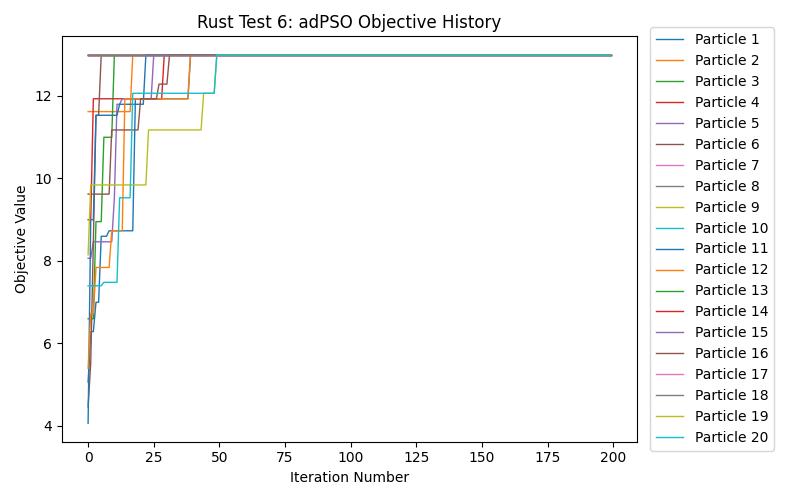 Rust Test 6: adPSO Objective History
Objective Value
12
10
8
6
4
0 25 50 75 100 125 150 175 200
Iteration Number
Particle 1
Particle 2
Particle 3
Particle 4
Particle 5
Particle 6
Particle 7
Particle 8
Particle 9
Particle 10
Particle 11
Particle 12
Particle 13
Particle 14
Particle 15
Particle 16
Particle 17
Particle 18
Particle 19
Particle 20